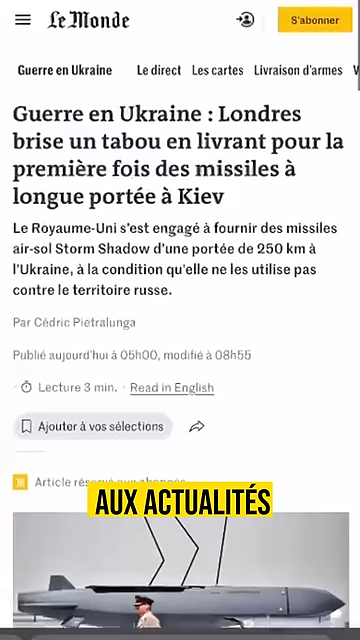 Le Monde
S'abonner
Guerre en Ukraine Le direct Les cartes Livraison d'armes
Guerre en Ukraine : Londres
brise un tabou en livrant pour la
première fois des missiles à
longue portée à Kiev
Le Royaume-Uni s'est engagé à fournir des missiles
air-sol Storm Shadow d'une portée de 250 km à
l'Ukraine, à la condition qu'elle ne les utilise pas
contre le territoire russe.
Par Cédric Pietralunga
Publié aujourd'hui à 05h00, modifié à 08h55
Lecture 3 min. · Read in English
Ajouter à vos sélections
Article réservé aux abonnés
AUX ACTUALITÉS